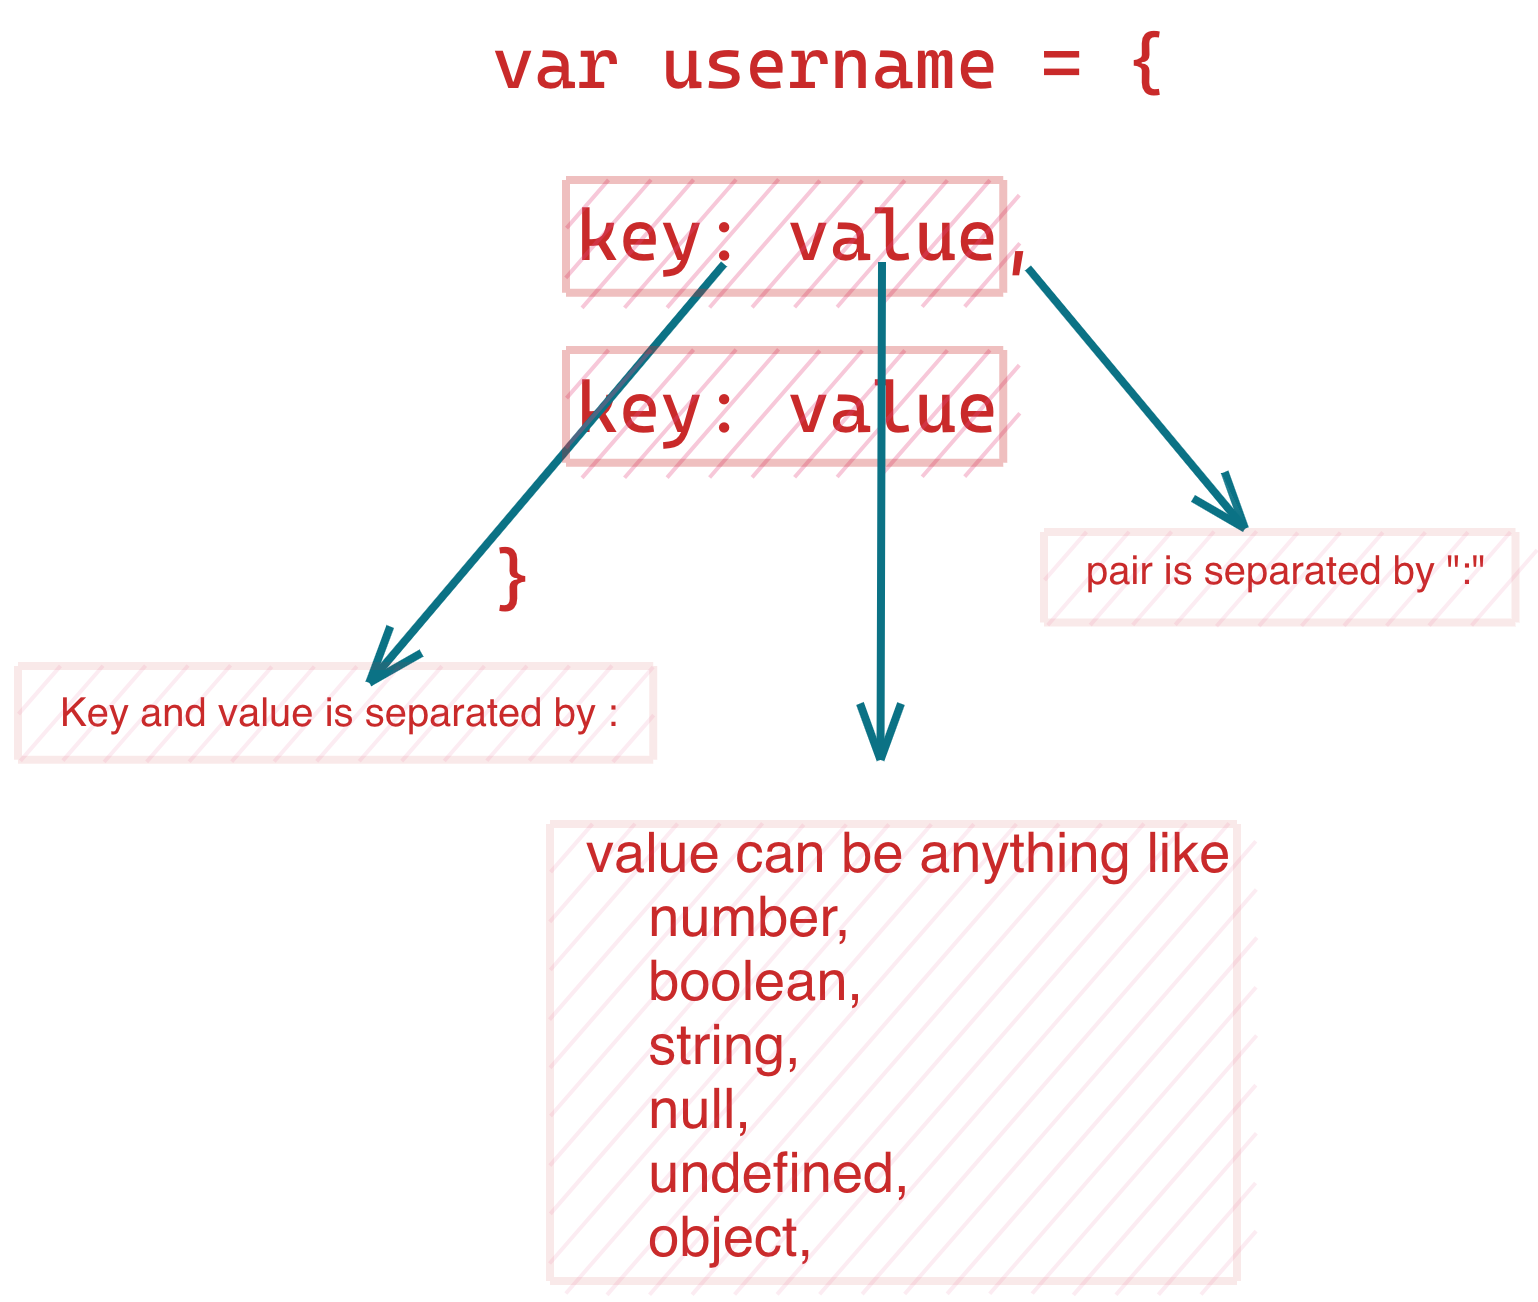 var username = {
key: value,
key: value
}
pair is separated by ":"
Key and value is separated by :
value can be anything like
number,
boolean,
string,
null,
undefined,
object,